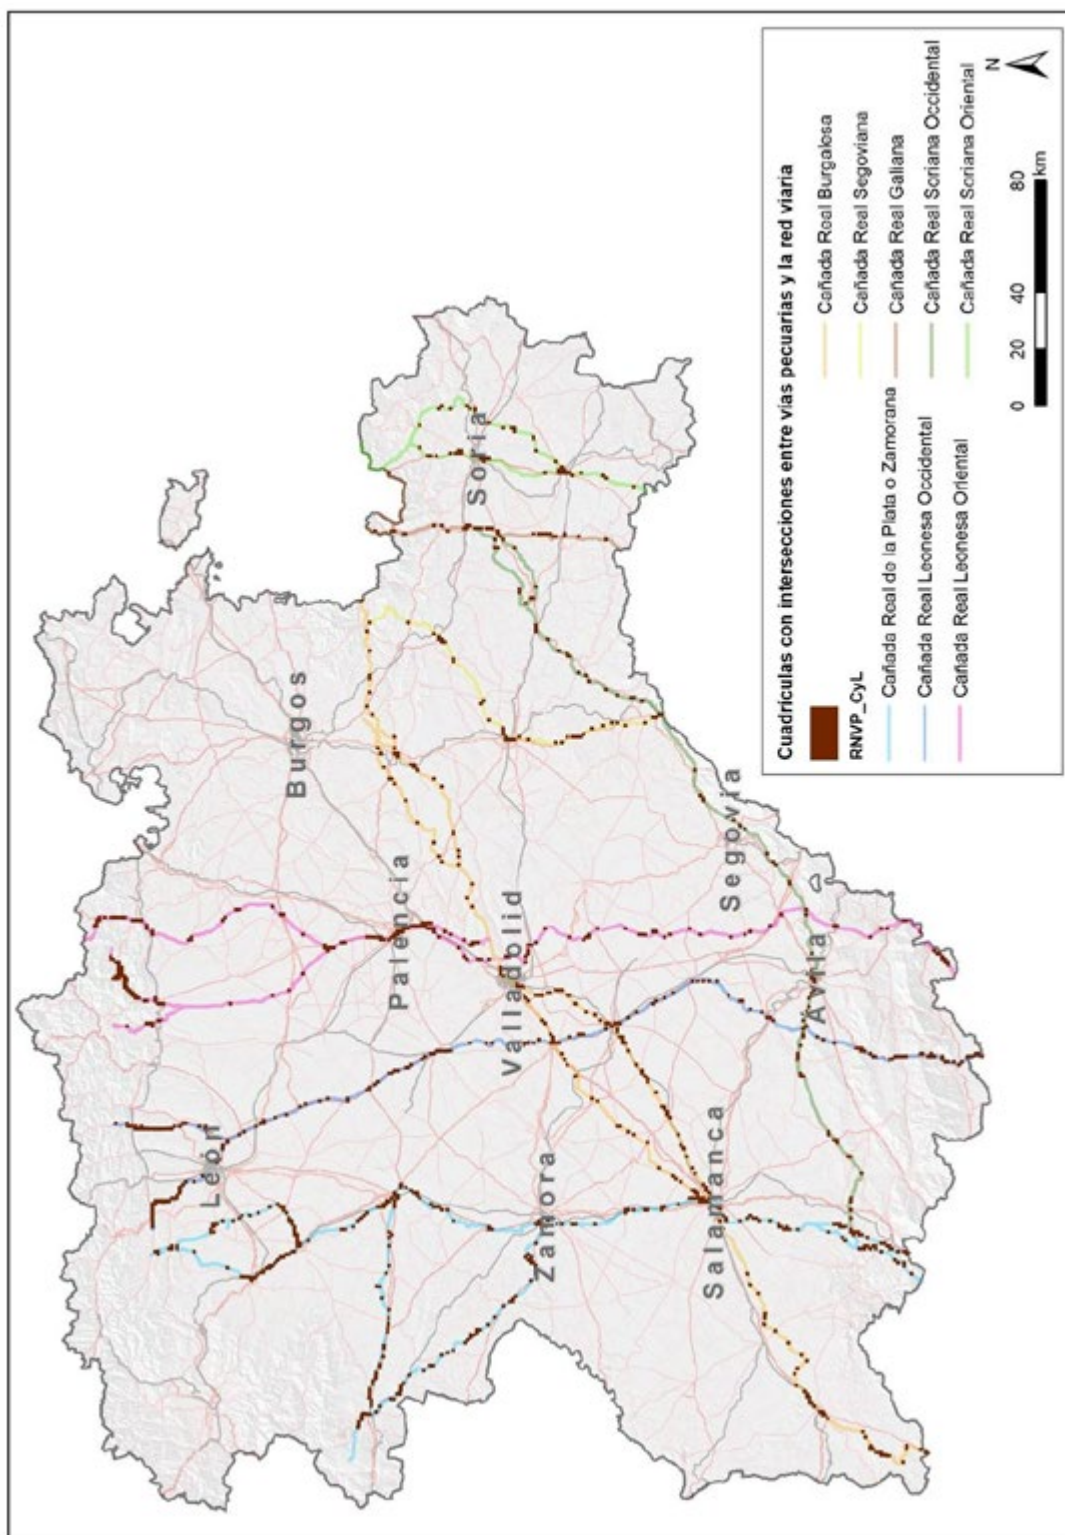 León
Burgos
Palencia
Soria
Valladolid
Zamora
Salamanca
Segovia
Ávila
Cuadrículas con intersecciones entre vías pecuarias y la red viaria
RNVP_CyL
Cañada Real de la Plata o Zamorana
Cañada Real Leonesa Occidental
Cañada Real Leonesa Oriental
Cañada Real Burgalesa
Cañada Real Segoviana
Cañada Real Galiana
Cañada Real Soriana Occidental
Cañada Real Soriana Oriental
N
0 20 40 80
km